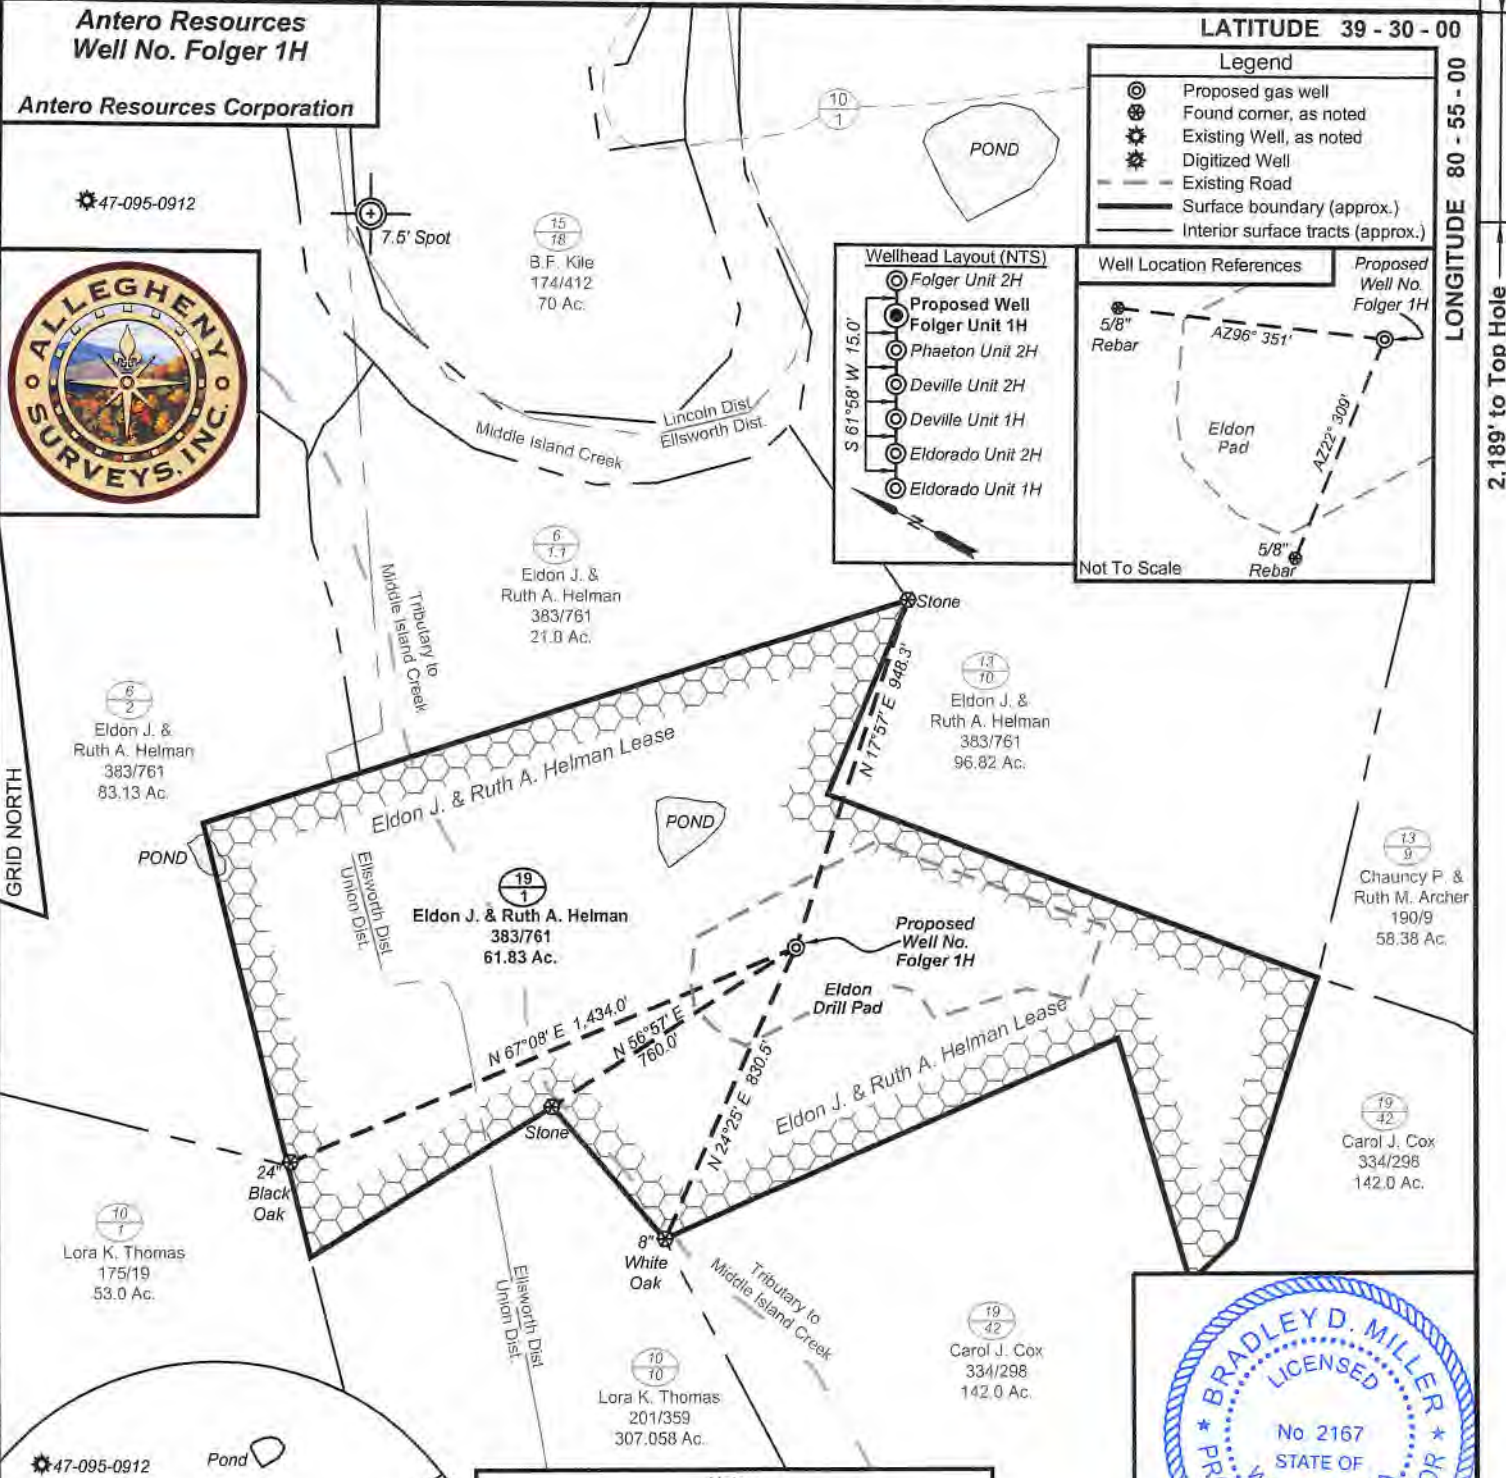 Antero Resources
Well No. Folger 1H
Antero Resources Corporation
LATITUDE 39 - 30 - 00
LONGITUDE 80 - 55 - 00
2,189' to Top Hole
Legend
Proposed gas well
Found corner, as noted
Existing Well, as noted
Digitized Well
Existing Road
Surface boundary (approx.)
Interior surface tracts (approx.)
10
1
POND
47-095-0912
7.5' Spot
15
18
B.F. Kile
174/412
70 Ac.
ALLEGHENY
SURVEYS, INC.
Wellhead Layout (NTS)
Folger Unit 2H
Proposed Well
Folger Unit 1H
Phaeton Unit 2H
Deville Unit 2H
Deville Unit 1H
Eldorado Unit 2H
Eldorado Unit 1H
S 61°58' W 15.0'
N
Well Location References
Proposed
Well No.
Folger 1H
5/8"
Rebar
AZ96° 351'
AZ22° 309'
Eldon
Pad
5/8"
Rebar
Not To Scale
Lincoln Dist.
Ellsworth Dist.
Middle Island Creek
6
1.1
Eldon J. &
Ruth A. Helman
383/761
21.0 Ac.
Tributary to
Middle Island Creek
Stone
6
2
Eldon J. &
Ruth A. Helman
383/761
83.13 Ac.
13
10
Eldon J. &
Ruth A. Helman
383/761
96.82 Ac.
N 17°57' E 948.3'
GRID NORTH
Eldon J. & Ruth A. Helman Lease
POND
POND
Ellsworth Dist
Union Dist.
19
1
Eldon J. & Ruth A. Helman
383/761
61.83 Ac.
13
9
Chauncy P. &
Ruth M. Archer
190/9
58.38 Ac.
Proposed
Well No.
Folger 1H
Eldon
Drill Pad
N 67°08' E 1,434.0'
N 56°57' E
760.0'
N 24°25' E 830.5'
Eldon J. & Ruth A. Helman Lease
Stone
24"
Black
Oak
19
42
Carol J. Cox
334/298
142.0 Ac.
10
1
Lora K. Thomas
175/19
53.0 Ac.
8"
White
Oak
Ellsworth Dist
Union Dist.
Tributary to
Middle Island Creek
19
42
Carol J. Cox
334/298
142.0 Ac.
10
10
Lora K. Thomas
201/359
307.058 Ac.
BRADLEY D. MILLER
LICENSED
No. 2167
STATE OF
47-095-0912
Pond